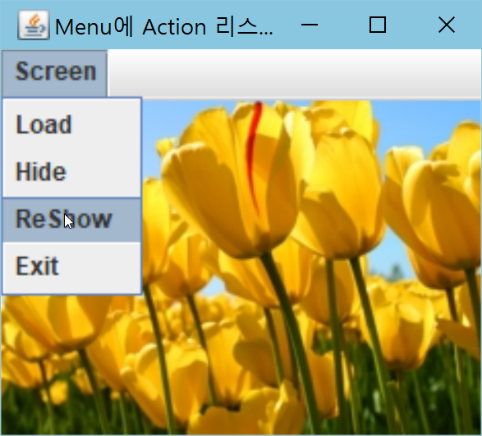 Menu에 Action 리스...
Screen
Load
Hide
ReShow
Exit